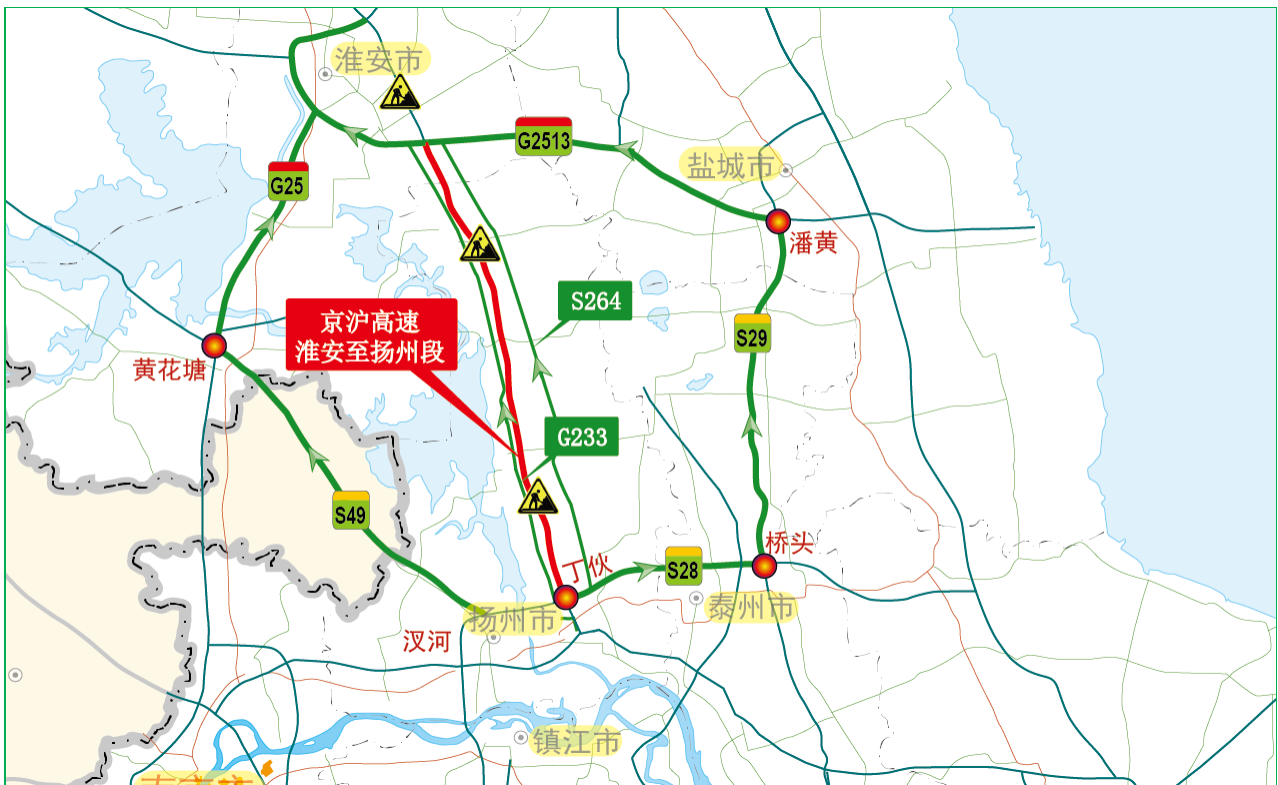 淮安市
G2513
盐城市
G25
潘黄
S264
京沪高速
淮安至扬州段
S29
黄花塘
G233
S49
桥头
丁伙
S28
泰州市
扬州市
汊河
镇江市